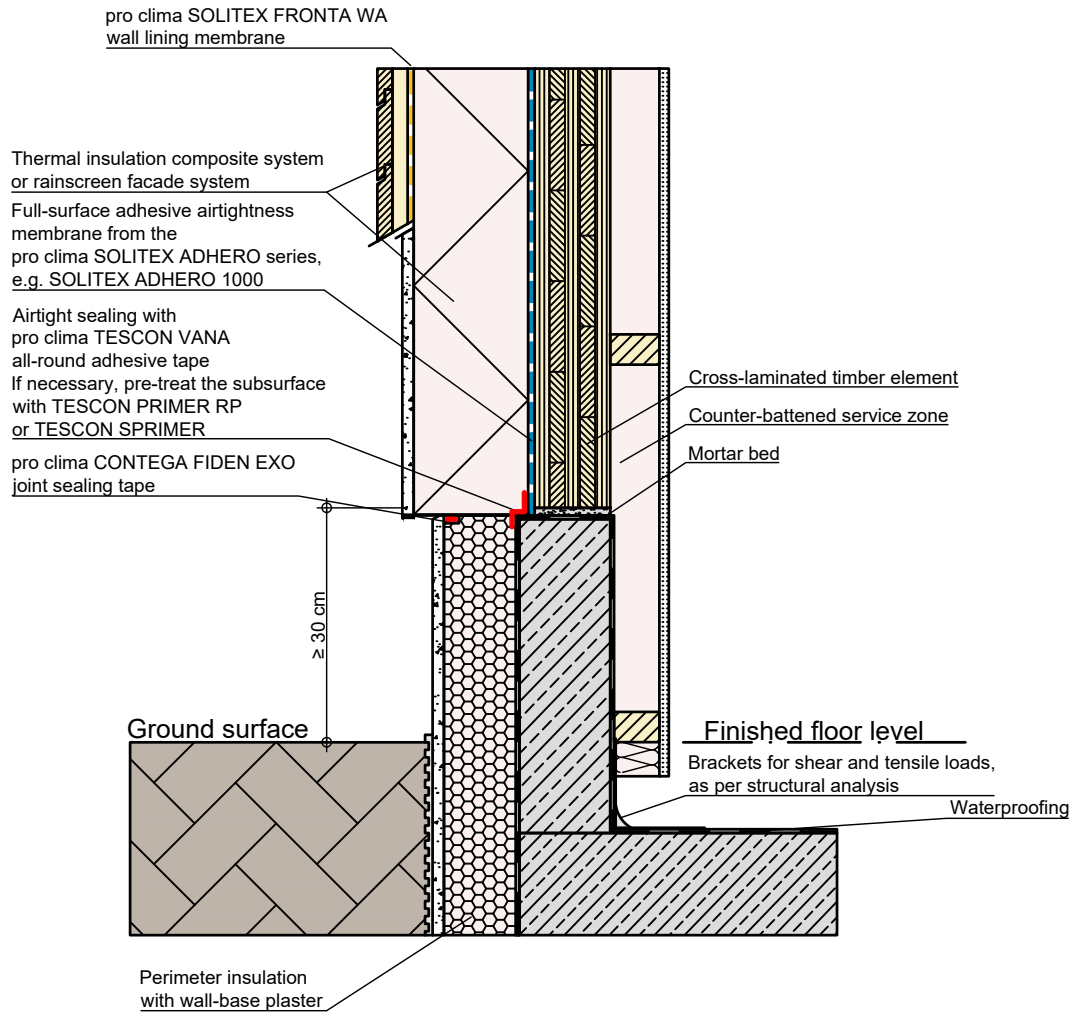 pro clima SOLITEX FRONTA WA
wall lining membrane
Thermal insulation composite system
or rainscreen facade system
Full-surface adhesive airtightness
membrane from the
pro clima SOLITEX ADHERO series,
e.g. SOLITEX ADHERO 1000
Airtight sealing with
pro clima TESCON VANA
all-round adhesive tape
If necessary, pre-treat the subsurface
with TESCON PRIMER RP
or TESCON SPRIMER
pro clima CONTEGA FIDEN EXO
joint sealing tape
≥ 30 cm
Ground surface
Perimeter insulation
with wall-base plaster
Cross-laminated timber element
Counter-battened service zone
Mortar bed
Finished floor level
Brackets for shear and tensile loads,
as per structural analysis
Waterproofing